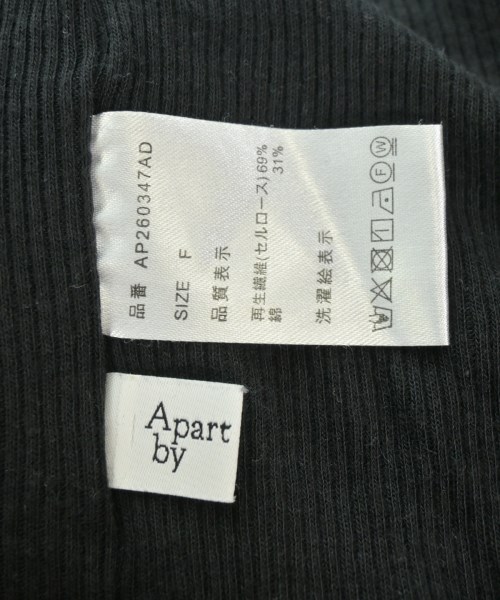 品番 AP260347AD
SIZE F
品質表示
再生繊維(セルロース)69%
綿 31%
洗濯絵表示
F W
Apart
by